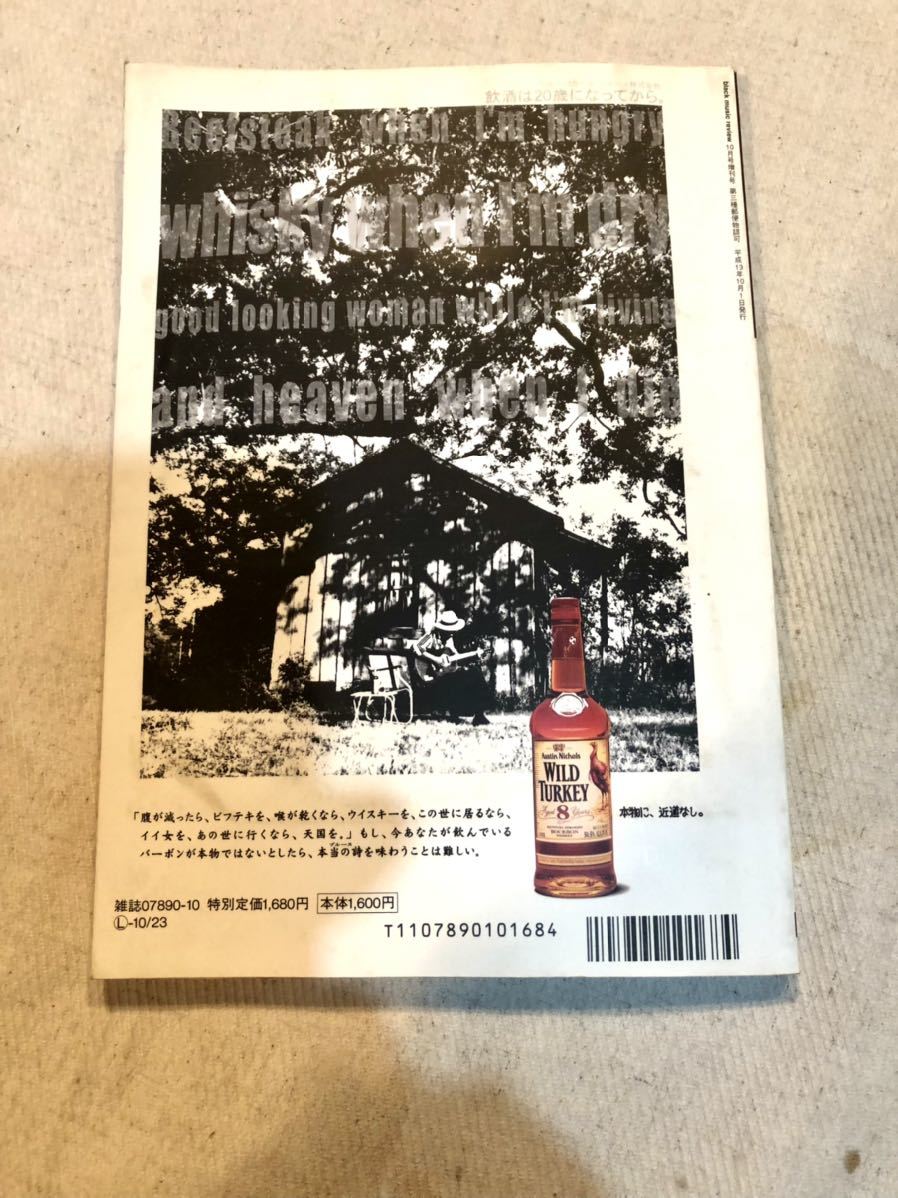 飲酒は20歳になってから。
Beefsteak when I'm hungry
whisky when I'm dry
good looking woman while I'm living
and heaven when I die
black music review 10月号増刊号 第三種郵便物認可 平成13年10月1日発行
Austin Nichols
WILD
TURKEY
Aged 8 Years
BOURBON
「腹が減ったら、ビフテキを、喉が乾くなら、ウイスキーを、この世に居るなら、
イイ女を、あの世に行くなら、天国を。」もし、今あなたが飲んでいる
バーボンが本物ではないとしたら、本当の詩を味わうことは難しい。
ブルース
本物に、近道なし。
雑誌07890-10 特別定価1,680円 本体1,600円
Ⓛ-10/23
T1107890101684